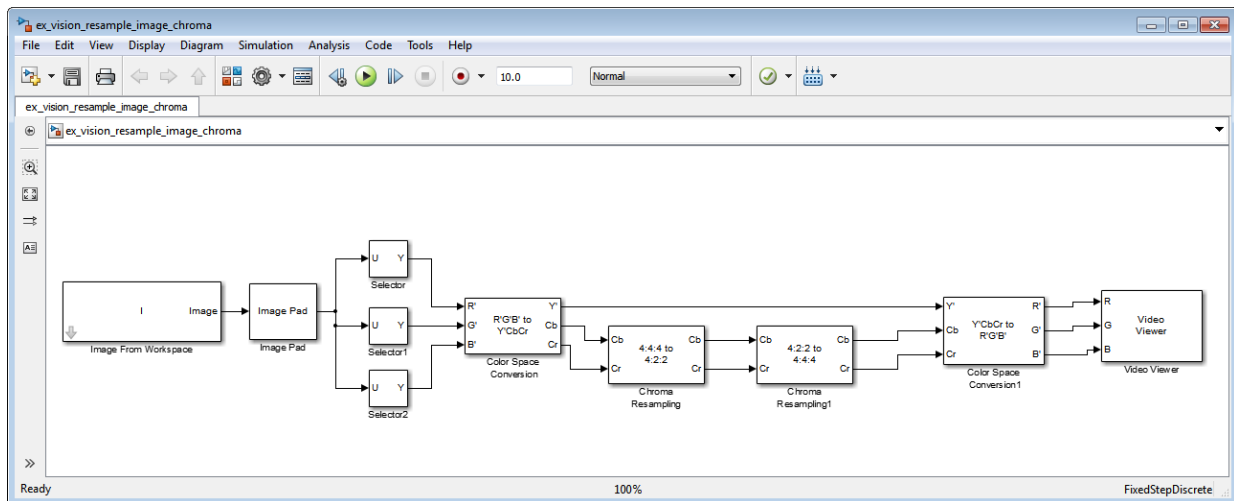 ex_vision_resample_image_chroma
File Edit View Display Diagram Simulation Analysis Code Tools Help
10.0
Normal
ex_vision_resample_image_chroma
ex_vision_resample_image_chroma
I
Image
Image From Workspace
Image Pad
Image Pad
U Y
Selector
U Y
Selector1
U Y
Selector2
R' Y'
G' Cb
B' Cr
R'G'B' to
Y'CbCr
Color Space
Conversion
Cb Cb
Cr Cr
4:4:4 to
4:2:2
Chroma
Resampling
Cb Cb
Cr Cr
4:2:2 to
4:4:4
Chroma
Resampling1
Y' R'
Cb G'
Cr B'
Y'CbCr to
R'G'B'
Color Space
Conversion1
R
G
B
Video
Viewer
Video Viewer
Ready
100%
FixedStepDiscrete